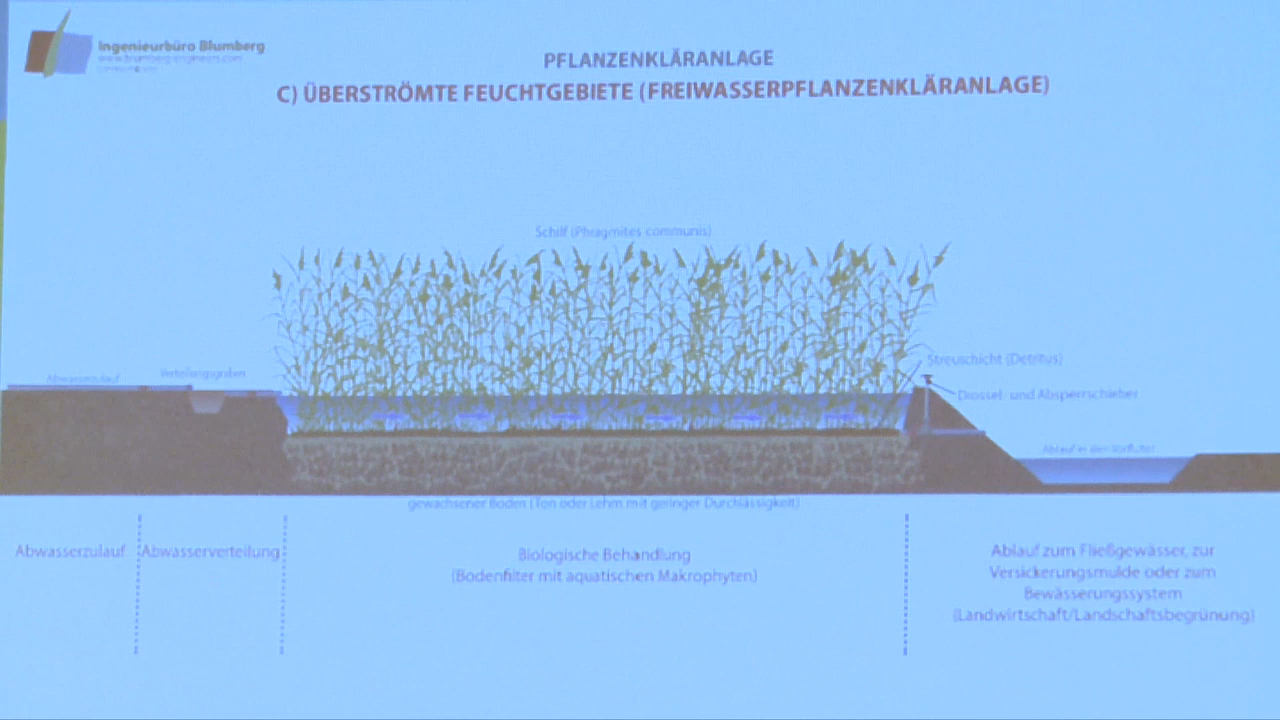 Ingenieurbüro Blumberg
www.blumberg-engineers.com
PFLANZENKLÄRANLAGE
C) ÜBERSTRÖMTE FEUCHTGEBIETE (FREIWASSERPFLANZENKLÄRANLAGE)
Schilf (Phragmites communis)
Streuschicht (Detritus)
Abwasserzulauf
Verteilungsgraben
Drossel- und Absperrschieber
Ablauf in den Vorfluter
gewachsener Boden (Ton oder Lehm mit geringer Durchlässigkeit)
Abwasserzulauf
Abwasserverteilung
Biologische Behandlung
(Bodenfilter mit aquatischen Makrophyten)
Ablauf zum Fließgewässer, zur
Versickerungsmulde oder zum
Bewässerungssystem
(Landwirtschaft/Landschaftsbegrünung)